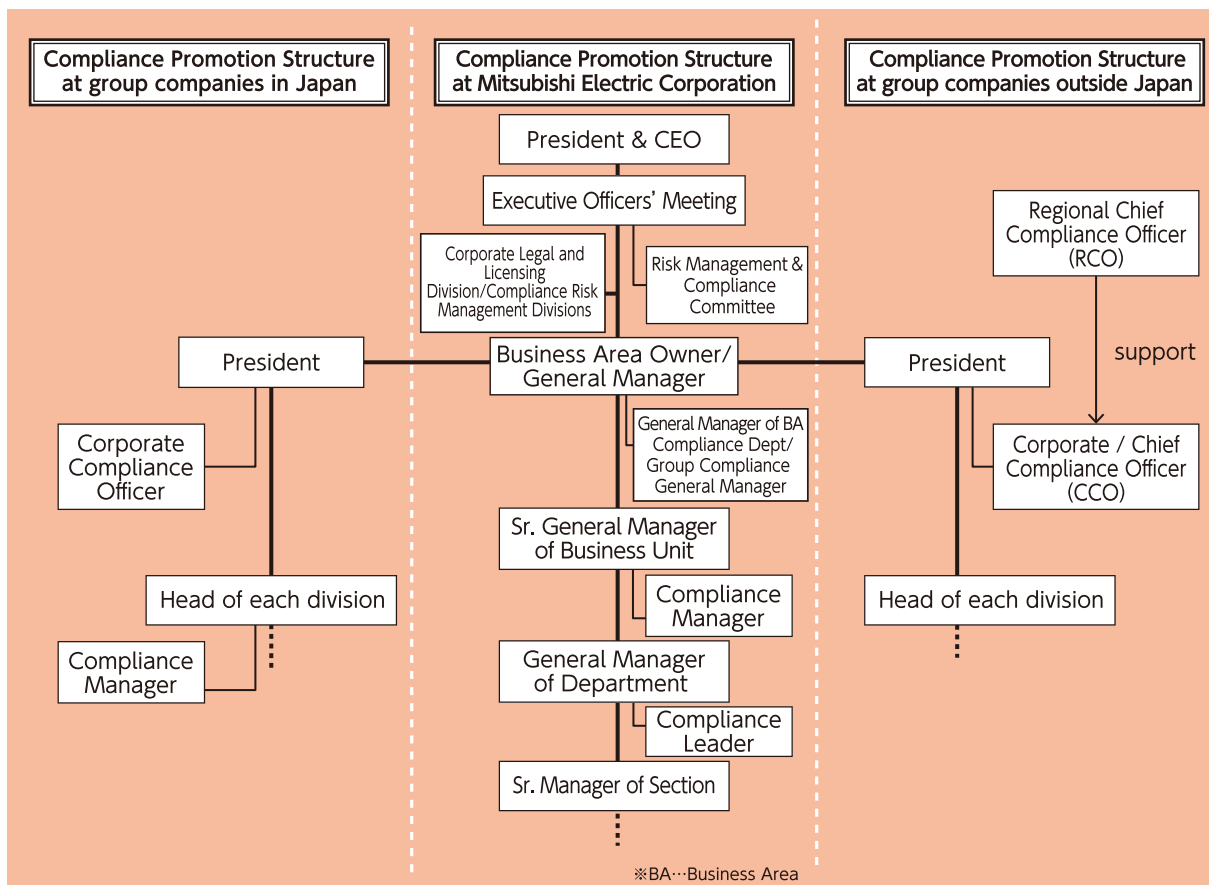 Compliance Promotion Structure
at group companies in Japan
Compliance Promotion Structure
at Mitsubishi Electric Corporation
Compliance Promotion Structure
at group companies outside Japan
President & CEO
Executive Officers' Meeting
Corporate Legal and
Licensing
Division/Compliance Risk
Management Divisions
Risk Management &
Compliance
Committee
Regional Chief
Compliance Officer
(RCO)
support
President
Business Area Owner/
General Manager
President
Corporate
Compliance
Officer
General Manager of BA
Compliance Dept/
Group Compliance
General Manager
Corporate / Chief
Compliance Officer
(CCO)
Sr. General Manager
of Business Unit
Head of each division
Compliance
Manager
Head of each division
Compliance
Manager
General Manager
of Department
Compliance
Leader
Sr. Manager of Section
※BA…Business Area